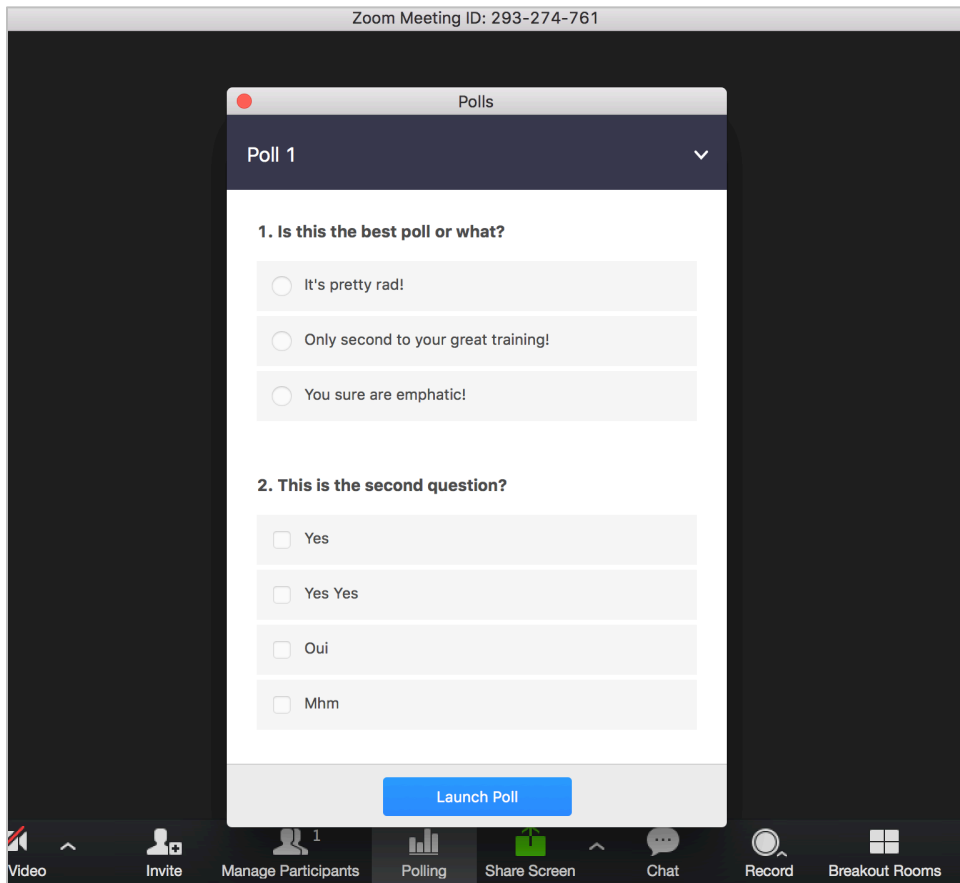 Zoom Meeting ID: 293-274-761
Polls
Poll 1
1. Is this the best poll or what?
It's pretty rad!
Only second to your great training!
You sure are emphatic!
2. This is the second question?
Yes
Yes Yes
Oui
Mhm
Launch Poll
1
Video
Invite
Manage Participants
Polling
Share Screen
Chat
Record
Breakout Rooms